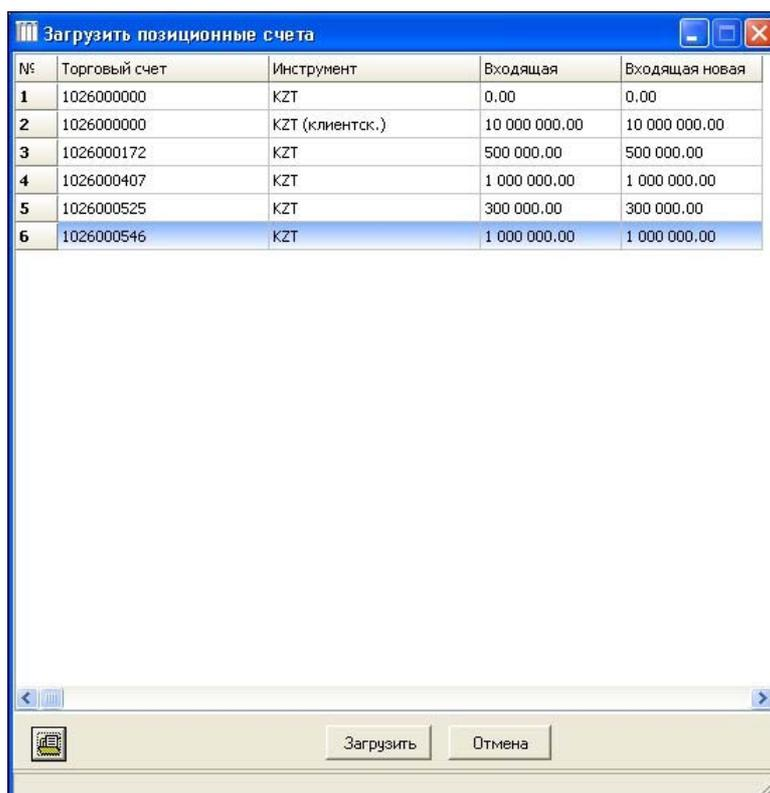 Загрузить позиционные счета
№ Торговый счет Инструмент Входящая Входящая новая
1 1026000000 KZT 0.00 0.00
2 1026000000 KZT (клиентск.) 10 000 000.00 10 000 000.00
3 1026000172 KZT 500 000.00 500 000.00
4 1026000407 KZT 1 000 000.00 1 000 000.00
5 1026000525 KZT 300 000.00 300 000.00
6 1026000546 KZT 1 000 000.00 1 000 000.00
Загрузить Отмена